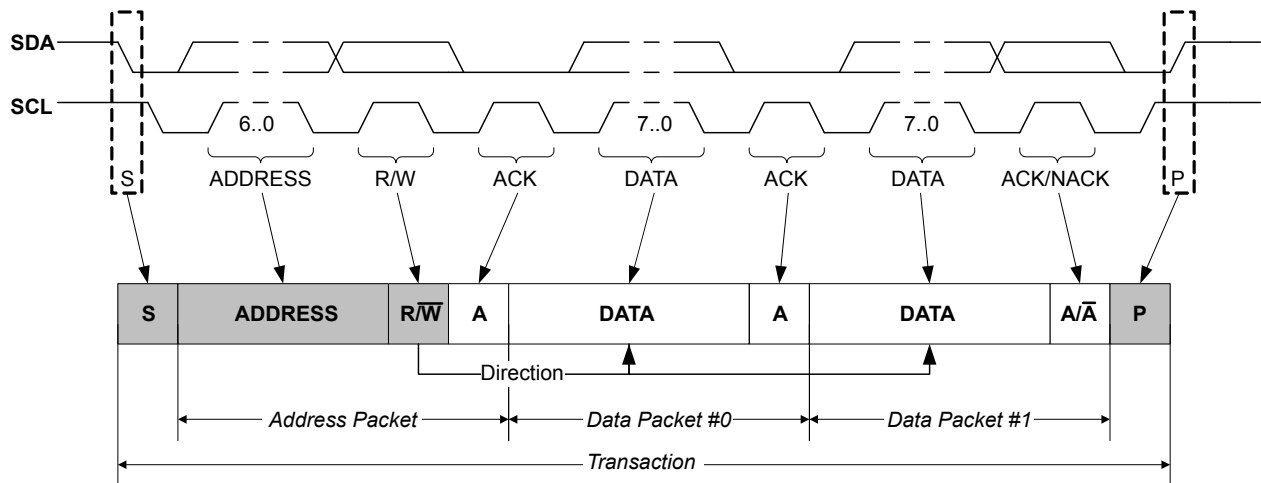 SDA
SCL
6..0
7..0
7..0
S
ADDRESS
R/W
ACK
DATA
ACK
DATA
ACK/NACK
P
S
ADDRESS
R/W̅
A
DATA
A
DATA
A/A̅
P
Direction
Address Packet
Data Packet #0
Data Packet #1
Transaction